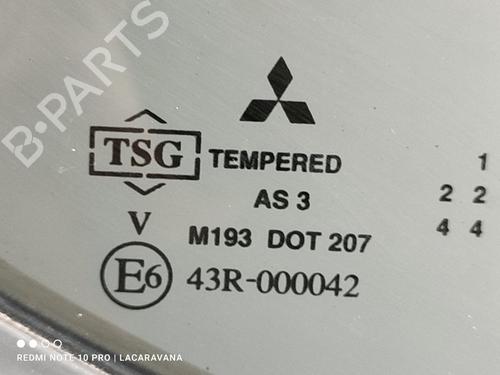 B-PARTS
TSG TEMPERED
AS 3
V
M193 DOT 207
E6 43R-000042
1
2 2
4 4
REDMI NOTE 10 PRO | LACARAVANA